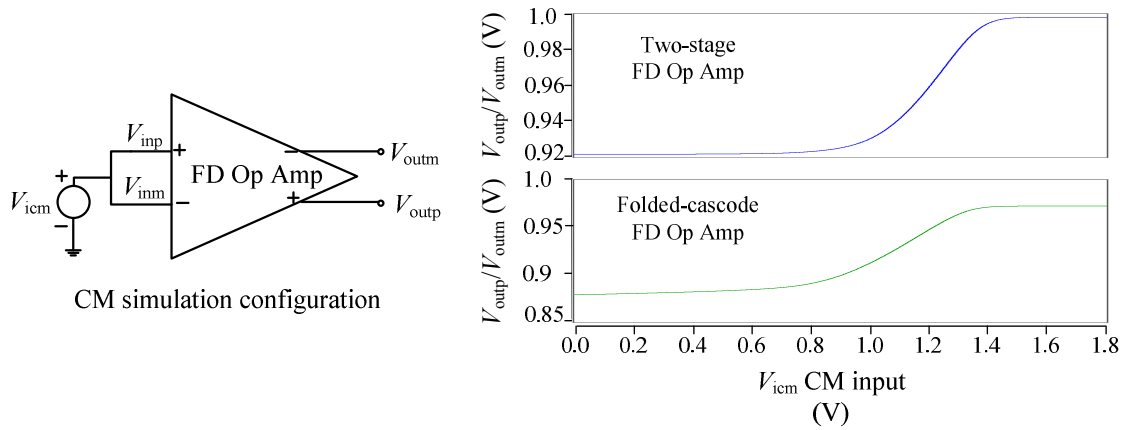 V_inp
+
V_inm
−
FD Op Amp
−
+
V_outm
V_outp
+
V_icm
−
CM simulation configuration
V_outp/V_outm (V)
1.00
0.98
0.96
0.94
0.92
Two-stage
FD Op Amp
V_outp/V_outm (V)
1.0
0.95
0.9
0.85
Folded-cascode
FD Op Amp
0.0 0.2 0.4 0.6 0.8 1.0 1.2 1.4 1.6 1.8
V_icm CM input
(V)